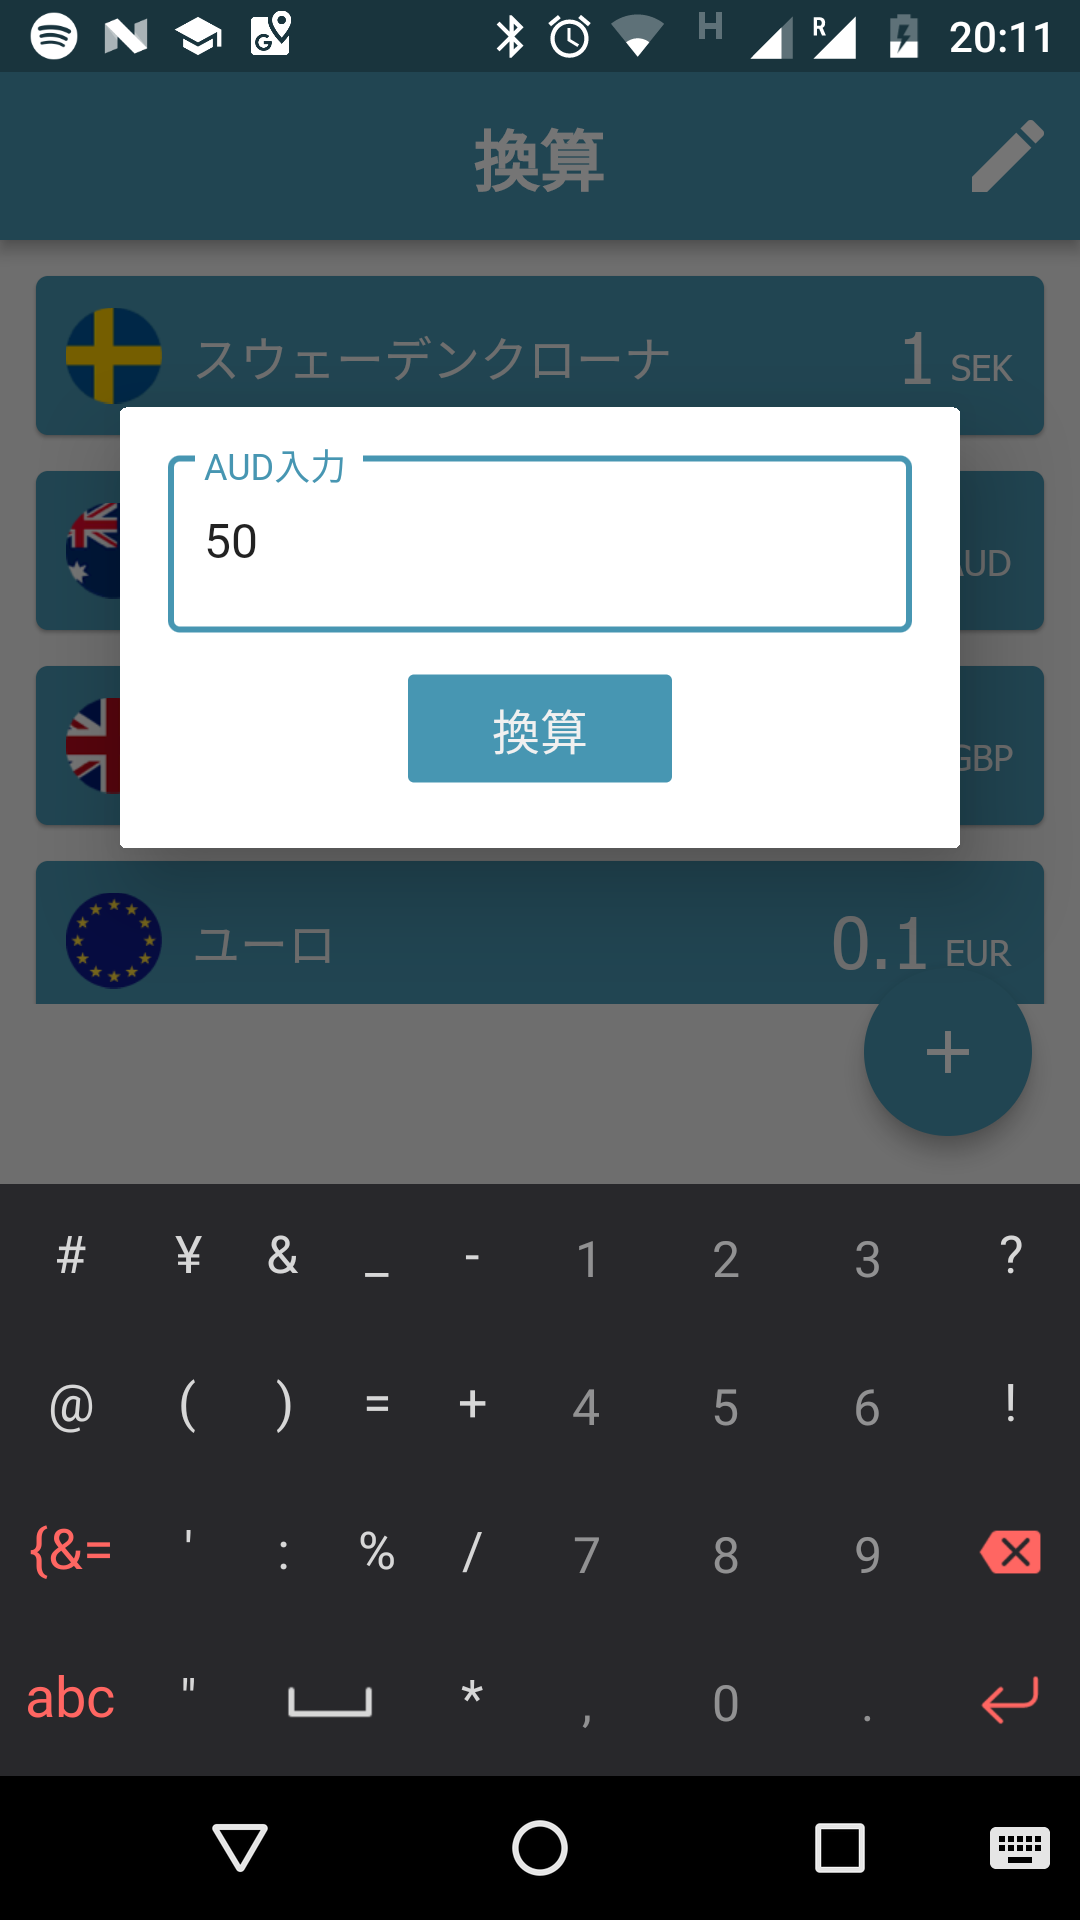 H R 20:11
換算
スウェーデンクローナ 1 SEK
AUD入力
50
AUD
換算
GBP
ユーロ 0.1 EUR
+
# ¥ & _ - 1 2 3 ?
@ ( ) = + 4 5 6 !
{&= ' : % / 7 8 9
abc " * , 0 .